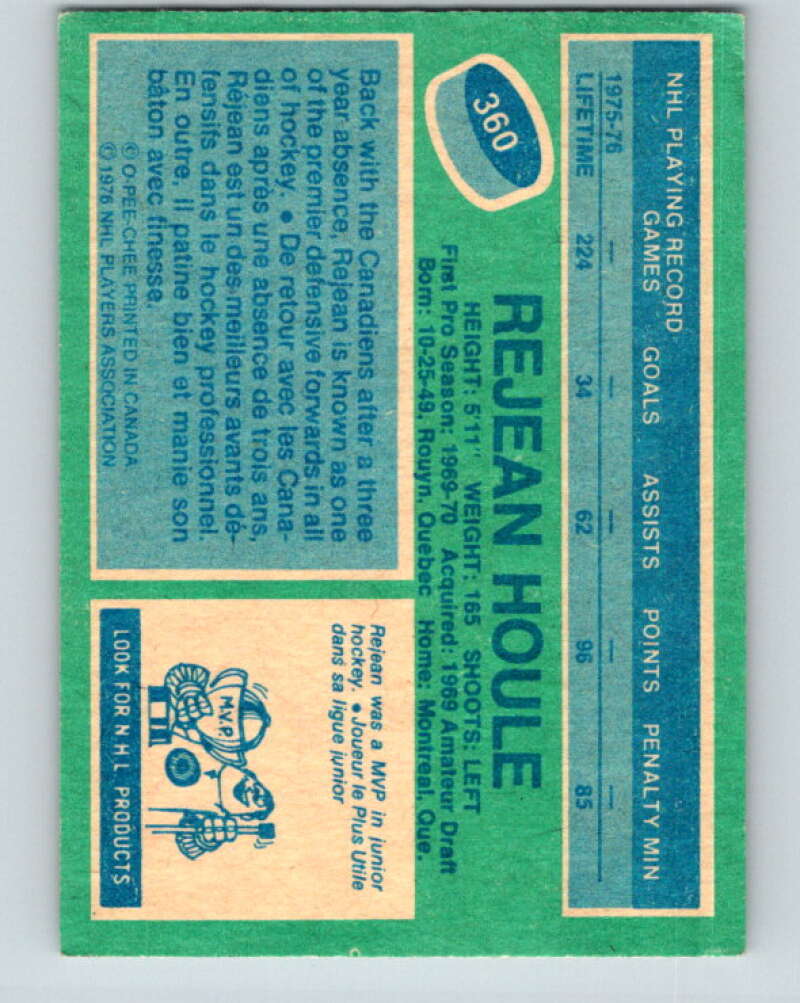 NHL PLAYING RECORD
GAMES GOALS ASSISTS POINTS PENALTY MIN
1975-76 — — — — —
LIFETIME 224 34 62 96 85
360
REJEAN HOULE
HEIGHT: 5'11" WEIGHT: 165 SHOOTS: LEFT
First Pro Season: 1969-70 Acquired: 1969 Amateur Draft
Born: 10-25-49, Rouyn, Quebec Home: Montreal, Que.
Back with the Canadiens after a three
year absence, Rejean is known as one
of the premier defensive forwards in all
of hockey. • De retour avec les Cana-
diens après une absence de trois ans,
Réjean est un des meilleurs avants dé-
fensifs dans le hockey professionnel.
En outre, il patine bien et manie son
bâton avec finesse.
© O-PEE-CHEE PRINTED IN CANADA
© 1976 NHL PLAYERS ASSOCIATION
Rejean was a MVP in junior
hockey. • Joueur le Plus Utile
dans sa ligue junior
M.V.P.
LOOK FOR NHL PRODUCTS